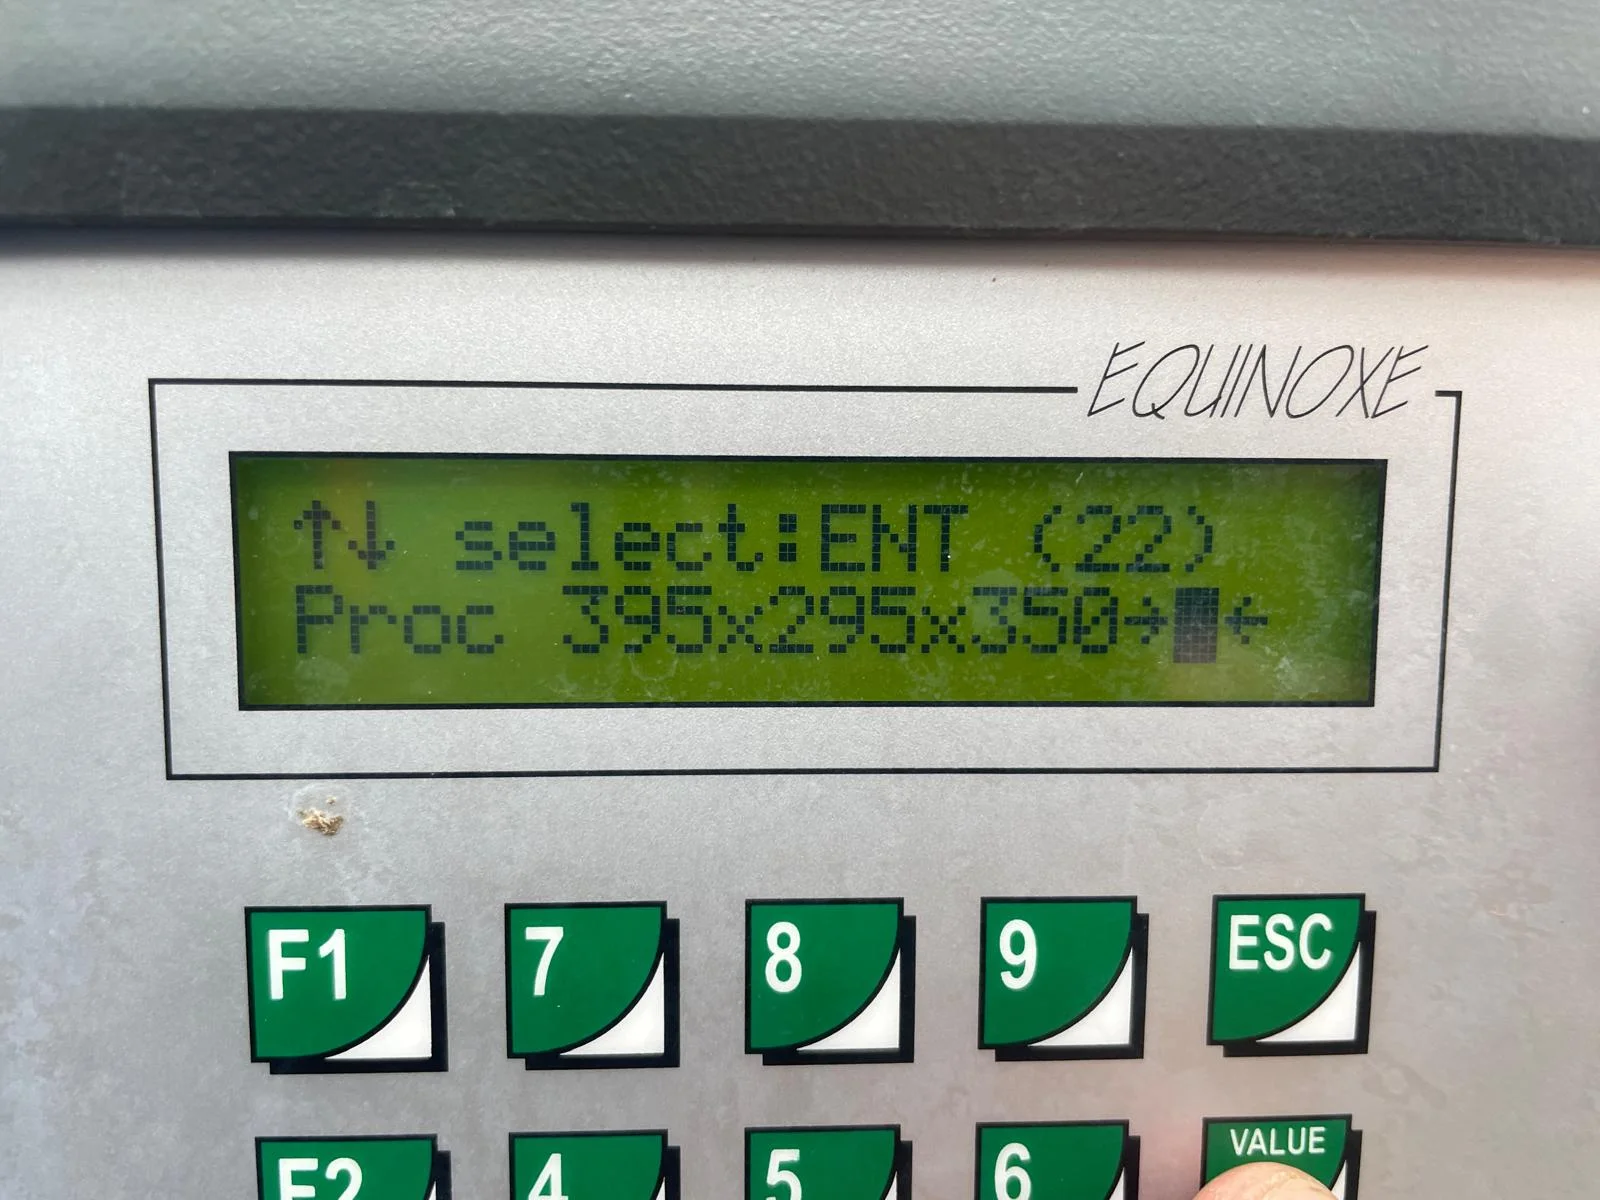 EQUINOXE
↑↓ select:ENT (22)
Proc 395x295x350→█←
F1 7 8 9 ESC
F2 4 5 6 VALUE